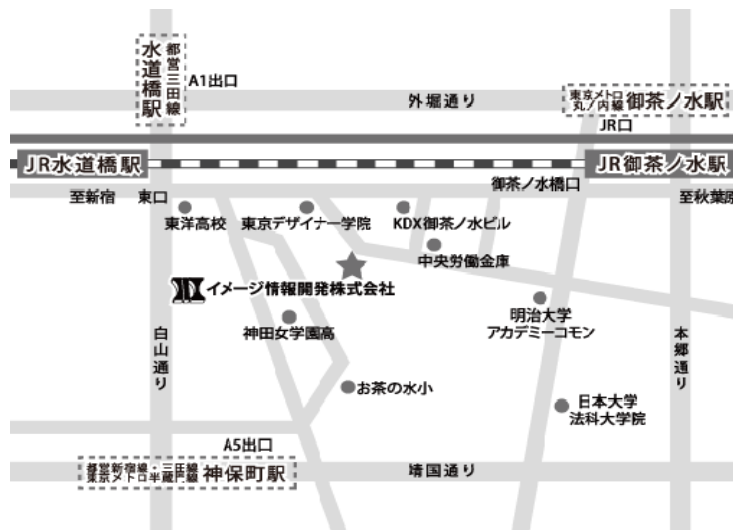 水道橋駅
都営三田線
A1出口
外堀通り
東京メトロ
丸ノ内線
御茶ノ水駅
JR口
JR水道橋駅
JR御茶ノ水駅
御茶ノ水橋口
至新宿
東口
至秋葉原
東洋高校
東京デザイナー学院
KDX御茶ノ水ビル
中央労働金庫
イメージ情報開発株式会社
神田女学園高
明治大学
アカデミーコモン
白山通り
本郷通り
お茶の水小
日本大学
法科大学院
A5出口
都営新宿線・三田線
東京メトロ半蔵門線
神保町駅
靖国通り